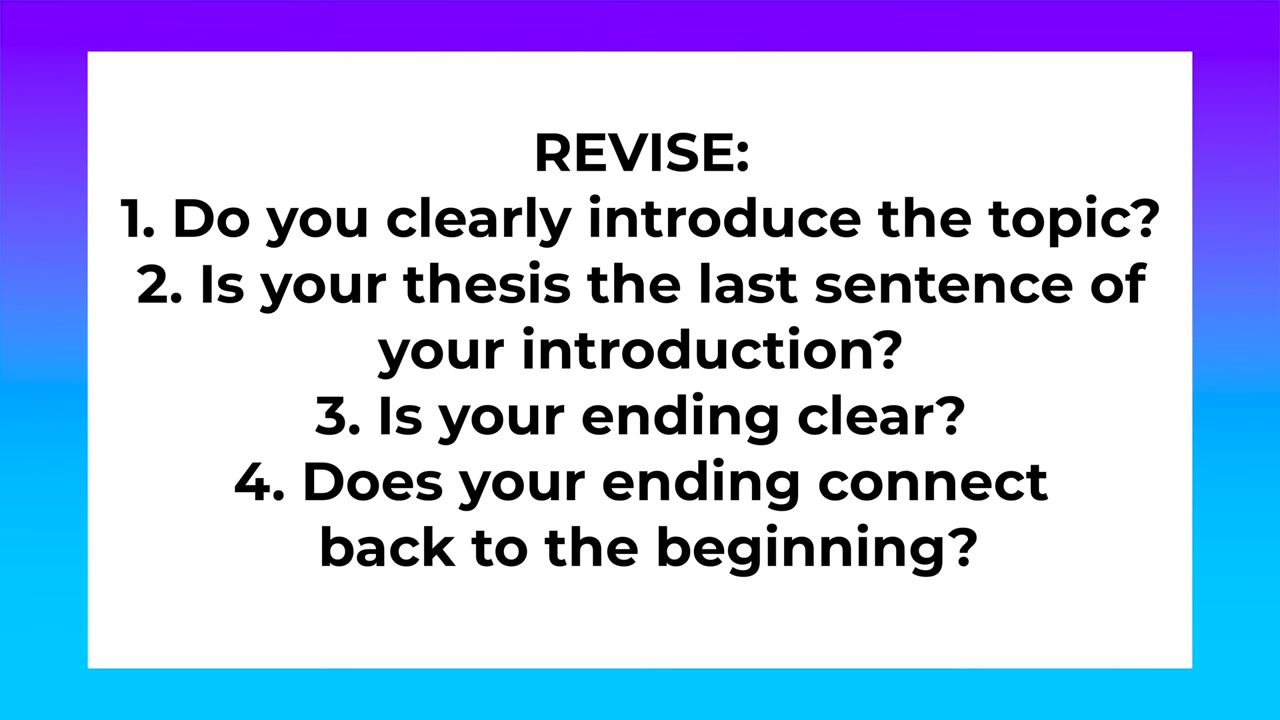 REVISE:
1. Do you clearly introduce the topic?
2. Is your thesis the last sentence of
your introduction?
3. Is your ending clear?
4. Does your ending connect
back to the beginning?